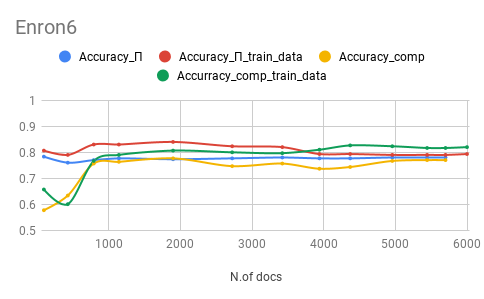 Enron6
Accuracy_Π Accuracy_Π_train_data Accuracy_comp
Accurracy_comp_train_data
1
0.9
0.8
0.7
0.6
0.5
1000 2000 3000 4000 5000 6000
N.of docs